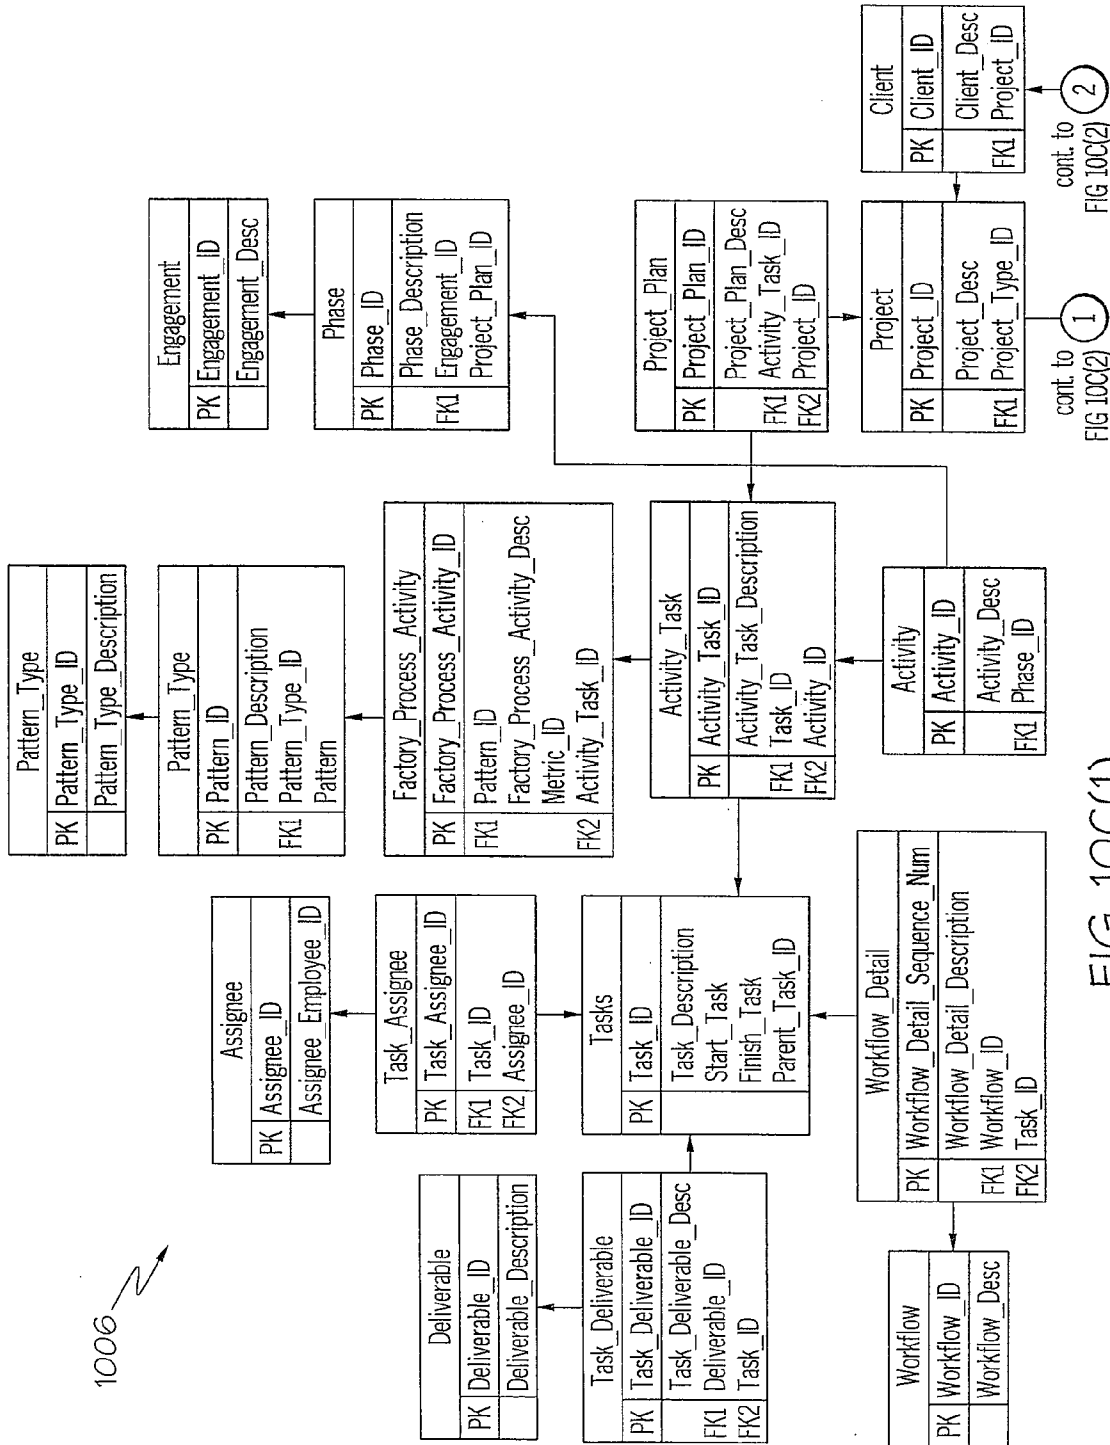 1006
Pattern_Type
PK Pattern_Type_ID
Pattern_Type_Description
Engagement
PK Engagement_ID
Engagement_Desc
Pattern_Type
PK Pattern_ID
Pattern_Description
FK1 Pattern_Type_ID
Pattern
Assignee
PK Assignee_ID
Assignee_Employee_ID
Phase
PK Phase_ID
Phase_Description
FK1 Engagement_ID
Project_Plan_ID
Deliverable
PK Deliverable_ID
Deliverable_Description
Task_Assignee
PK Task_Assignee_ID
FK1 Task_ID
FK2 Assignee_ID
Factory_Process_Activity
PK Factory_Process_Activity_ID
FK1 Pattern_ID
Factory_Process_Activity_Desc
Metric_ID
FK2 Activity_Task_ID
Task_Deliverable
PK Task_Deliverable_ID
Task_Deliverable_Desc
FK1 Deliverable_ID
FK2 Task_ID
Tasks
PK Task_ID
Task_Description
Start_Task
Finish_Task
Parent_Task_ID
Activity_Task
PK Activity_Task_ID
Activity_Task_Description
FK1 Task_ID
FK2 Activity_ID
Project_Plan
PK Project_Plan_ID
Project_Plan_Desc
FK1 Activity_Task_ID
FK2 Project_ID
Workflow
PK Workflow_ID
Workflow_Desc
Workflow_Detail
PK Workflow_Detail_Sequence_Num
Workflow_Detail_Description
FK1 Workflow_ID
FK2 Task_ID
Activity
PK Activity_ID
Activity_Desc
FK1 Phase_ID
Project
PK Project_ID
Project_Desc
FK1 Project_Type_ID
Client
PK Client_ID
Client_Desc
FK1 Project_ID
cont. to
FIG 10C(2)
1
cont. to
FIG 10C(2)
2
FIG. 10C(1)